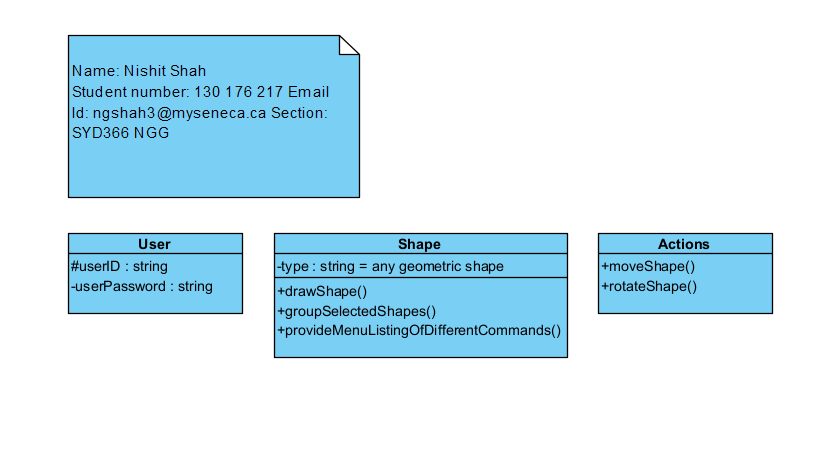 Name: Nishit Shah
Student number: 130 176 217 Email
Id: ngshah3@myseneca.ca Section:
SYD366 NGG
User
#userID : string
-userPassword : string
Shape
-type : string = any geometric shape
+drawShape()
+groupSelectedShapes()
+provideMenuListingOfDifferentCommands()
Actions
+moveShape()
+rotateShape()